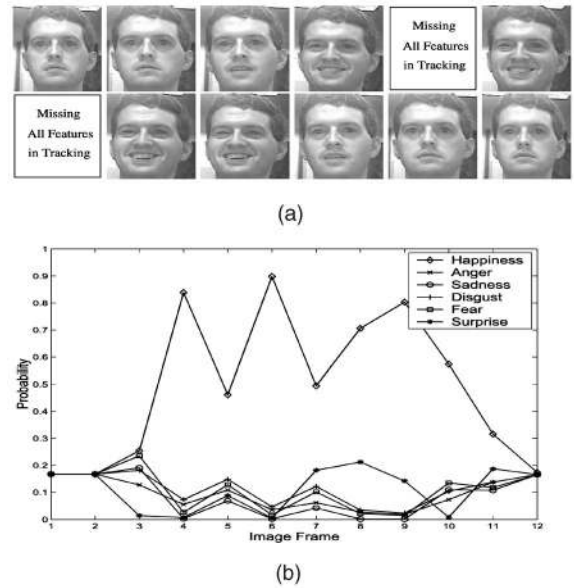 Missing
All Features
in Tracking
Missing
All Features
in Tracking
(a)
1
0.9
0.8
0.7
0.6
0.5
0.4
0.3
0.2
0.1
0
Probability
Happiness
Anger
Sadness
Disgust
Fear
Surprise
1 2 3 4 5 6 7 8 9 10 11 12
Image Frame
(b)